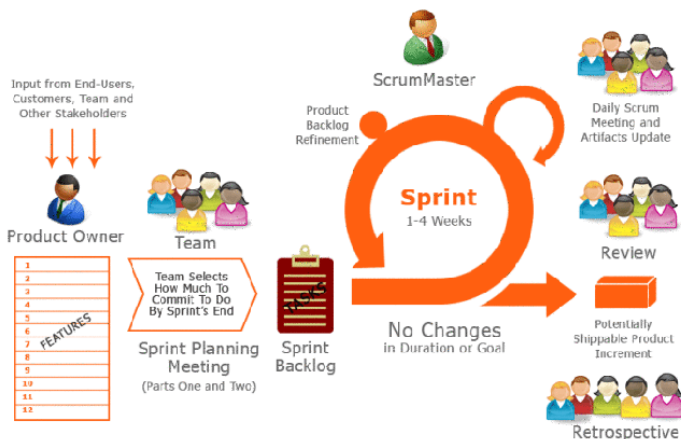 Input from End-Users,
Customers, Team and
Other Stakeholders
Product Owner
1
2
3
4
5
6
7
8
9
10
11
12
FEATURES
Team
Team Selects
How Much To
Commit To Do
By Sprint's End
Sprint Planning
Meeting
(Parts One and Two)
TASKS
Sprint
Backlog
ScrumMaster
Product
Backlog
Refinement
Sprint
1-4 Weeks
No Changes
in Duration or Goal
Daily Scrum
Meeting and
Artifacts Update
Review
Potentially
Shippable Product
Increment
Retrospective